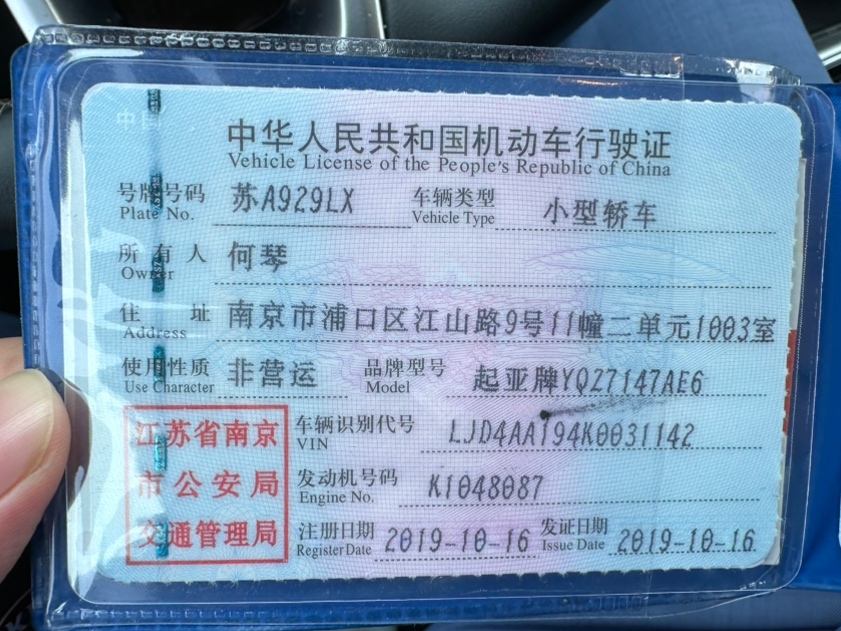 中华人民共和国机动车行驶证
Vehicle License of the People's Republic of China
号牌号码 苏A929LX 车辆类型 小型轿车
Plate No. Vehicle Type
所有人 何琴
Owner
住址 南京市浦口区江山路9号11幢二单元1003室
Address
使用性质 非营运 品牌型号 起亚牌YQZ7147AE6
Use Character Model
江苏省南京 车辆识别代号 LJD4AA194K0031142
VIN
市公安局 发动机号码 K1048087
Engine No.
交通管理局 注册日期 2019-10-16 发证日期 2019-10-16
Register Date Issue Date